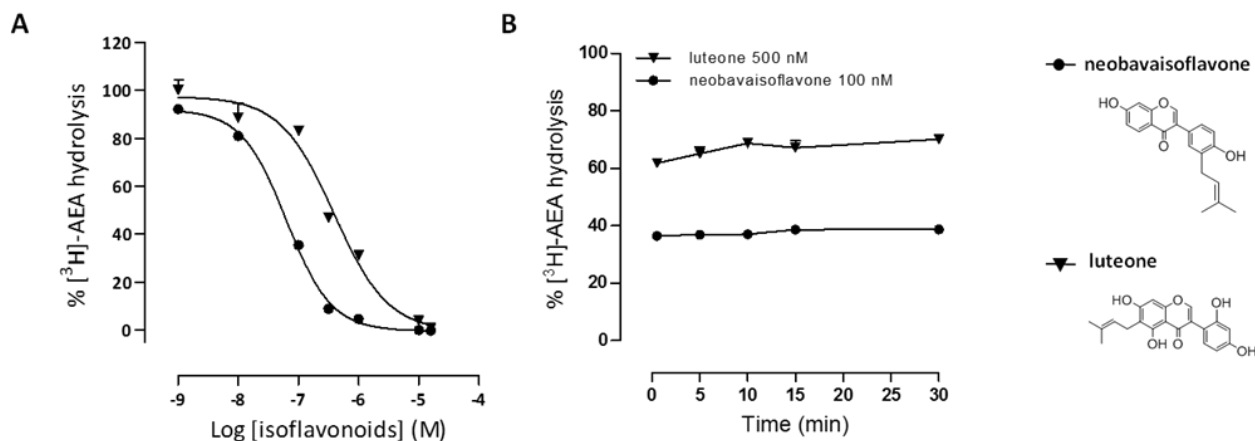 A
% [³H]-AEA hydrolysis
120
100
80
60
40
20
0
-9 -8 -7 -6 -5 -4
Log [isoflavonoids] (M)
B
% [³H]-AEA hydrolysis
100
80
60
40
20
0
luteone 500 nM
neobavaisoflavone 100 nM
0 5 10 15 20 25 30
Time (min)
neobavaisoflavone
HO
O
O
OH
luteone
HO
O
HO
OH
O
OH